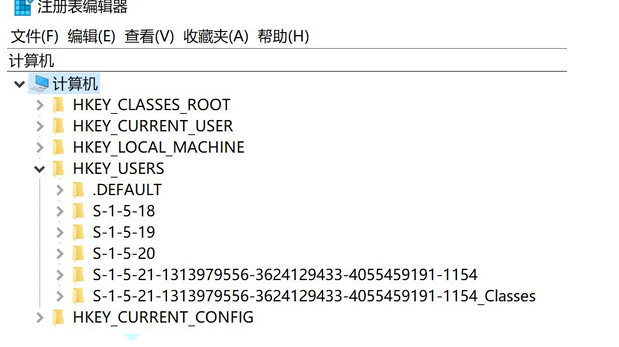 注册表编辑器
文件(F) 编辑(E) 查看(V) 收藏夹(A) 帮助(H)
计算机
计算机
HKEY_CLASSES_ROOT
HKEY_CURRENT_USER
HKEY_LOCAL_MACHINE
HKEY_USERS
.DEFAULT
S-1-5-18
S-1-5-19
S-1-5-20
S-1-5-21-1313979556-3624129433-4055459191-1154
S-1-5-21-1313979556-3624129433-4055459191-1154_Classes
HKEY_CURRENT_CONFIG